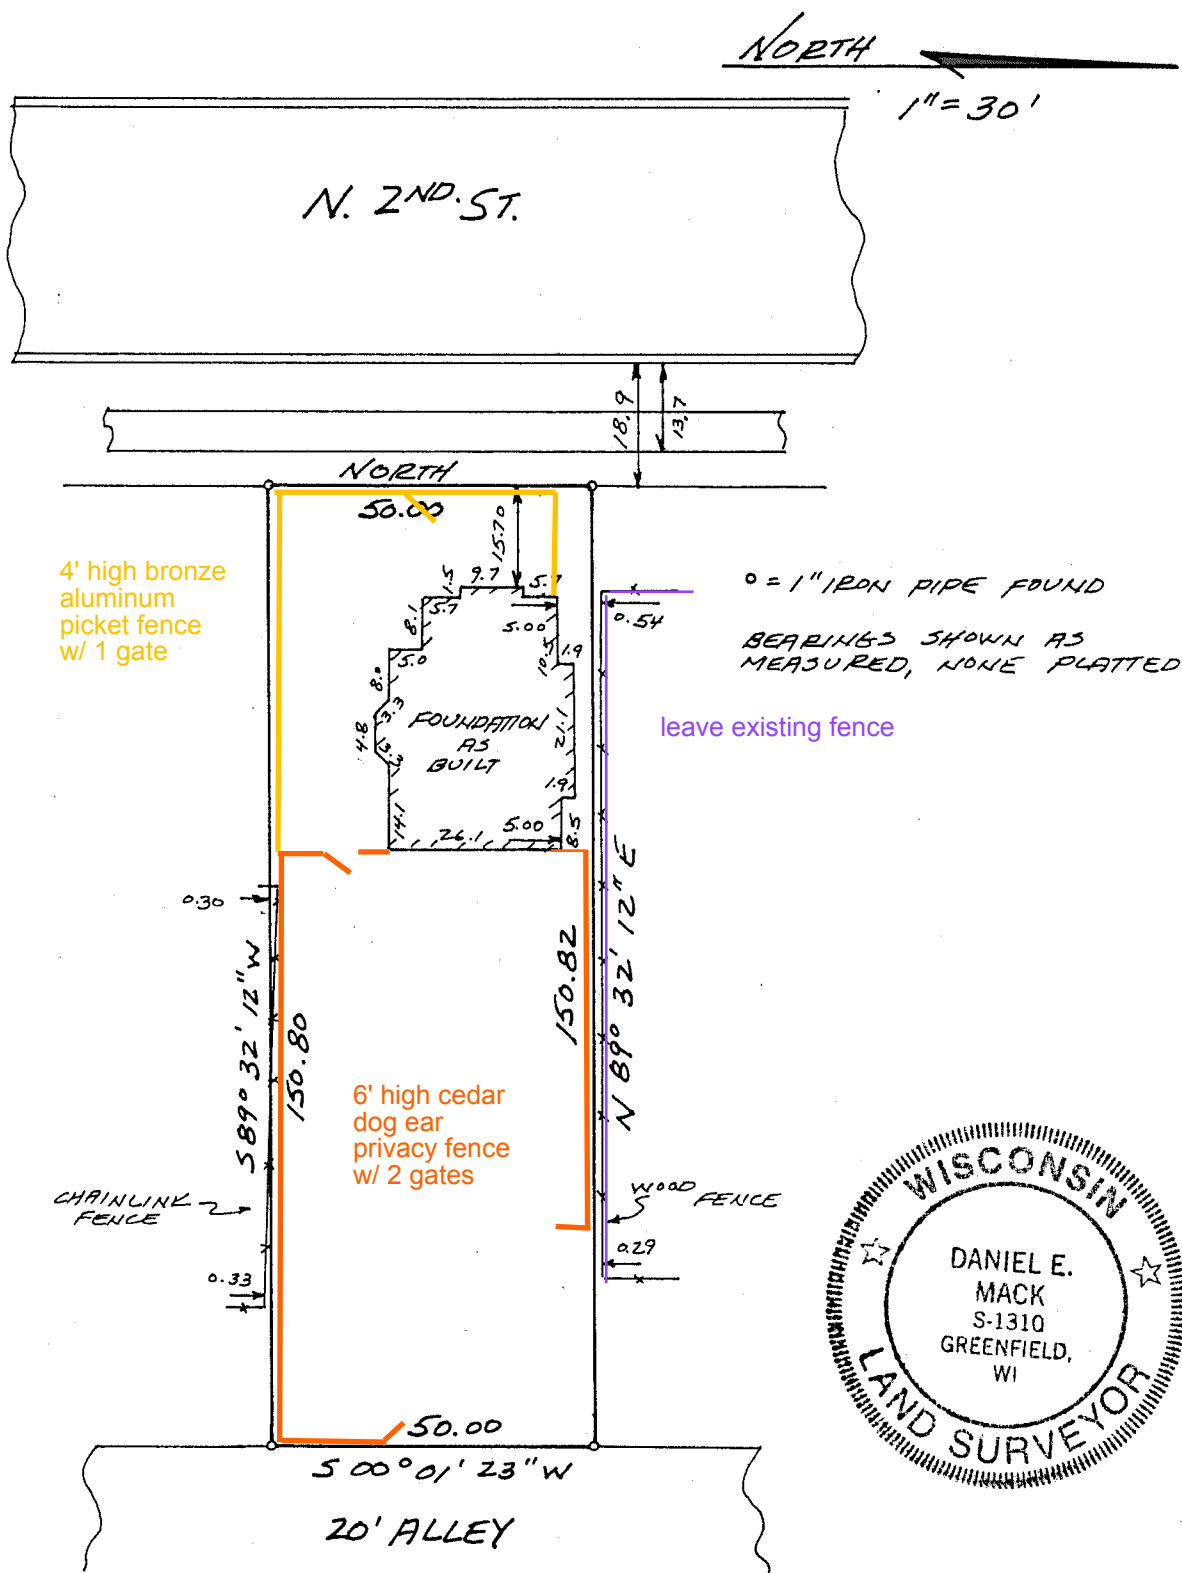 NORTH
1" = 30'
N. 2ND. ST.
18.9
13.7
NORTH
50.00
15.70
9.7
1.5
5.7
5.7
8.1
5.00
5.0
10.5
1.9
8.0
3.3
4.8
3.3
FOUNDATION
AS
BUILT
21.1
1.9
14.1
26.1
5.00
8.5
4' high bronze
aluminum
picket fence
w/ 1 gate
0.54
o = 1" IRON PIPE FOUND
BEARINGS SHOWN AS
MEASURED, NONE PLATTED
leave existing fence
0.30
S 89° 32' 12" W
150.80
150.82
N 89° 32' 12" E
6' high cedar
dog ear
privacy fence
w/ 2 gates
CHAINLINK
FENCE
0.33
WOOD FENCE
0.29
50.00
S 00° 01' 23" W
20' ALLEY
WISCONSIN
DANIEL E.
MACK
S-1310
GREENFIELD,
WI
LAND SURVEYOR